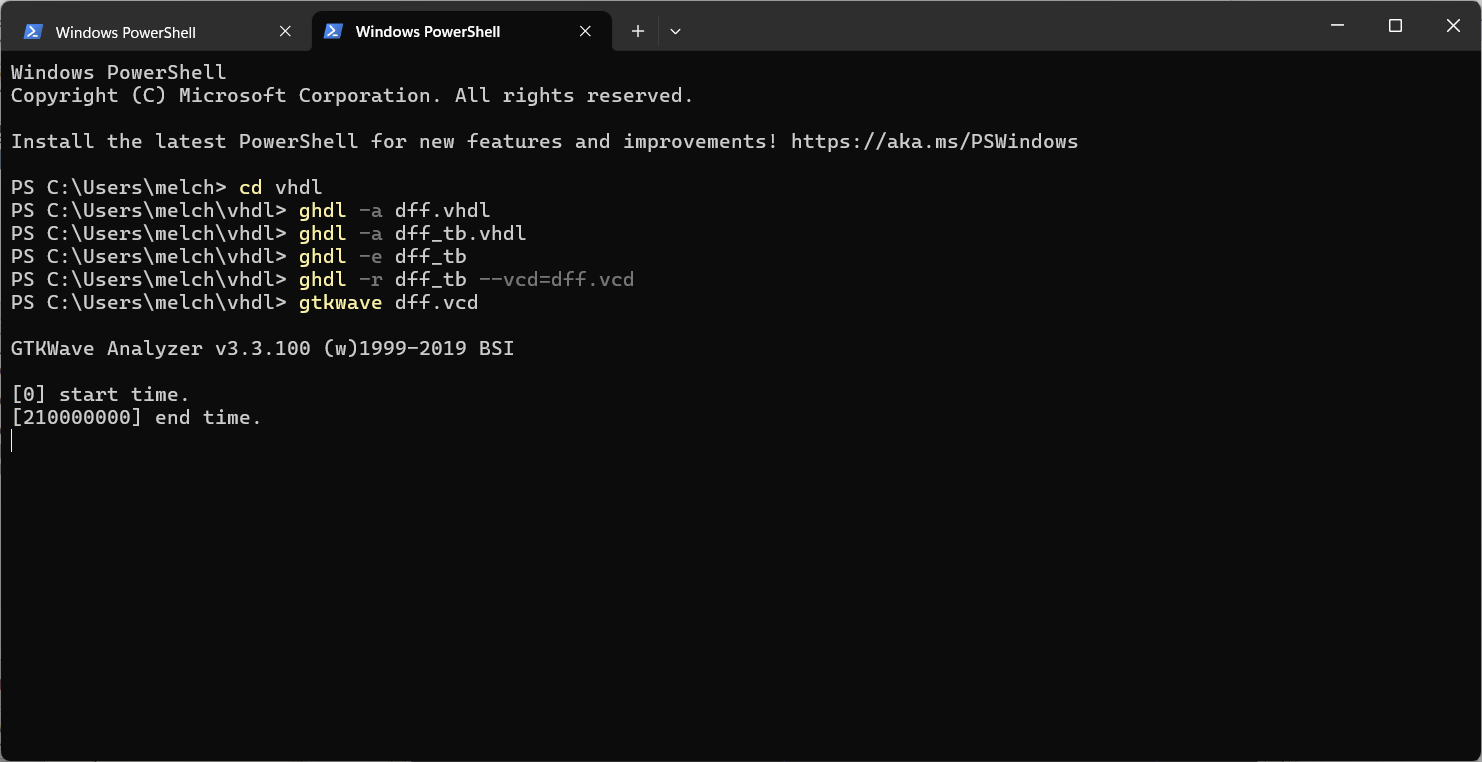 Windows PowerShell
Windows PowerShell
Windows PowerShell
Copyright (C) Microsoft Corporation. All rights reserved.
Install the latest PowerShell for new features and improvements! https://aka.ms/PSWindows
PS C:\Users\melch> cd vhdl
PS C:\Users\melch\vhdl> ghdl -a dff.vhdl
PS C:\Users\melch\vhdl> ghdl -a dff_tb.vhdl
PS C:\Users\melch\vhdl> ghdl -e dff_tb
PS C:\Users\melch\vhdl> ghdl -r dff_tb --vcd=dff.vcd
PS C:\Users\melch\vhdl> gtkwave dff.vcd
GTKWave Analyzer v3.3.100 (w)1999-2019 BSI
[0] start time.
[210000000] end time.